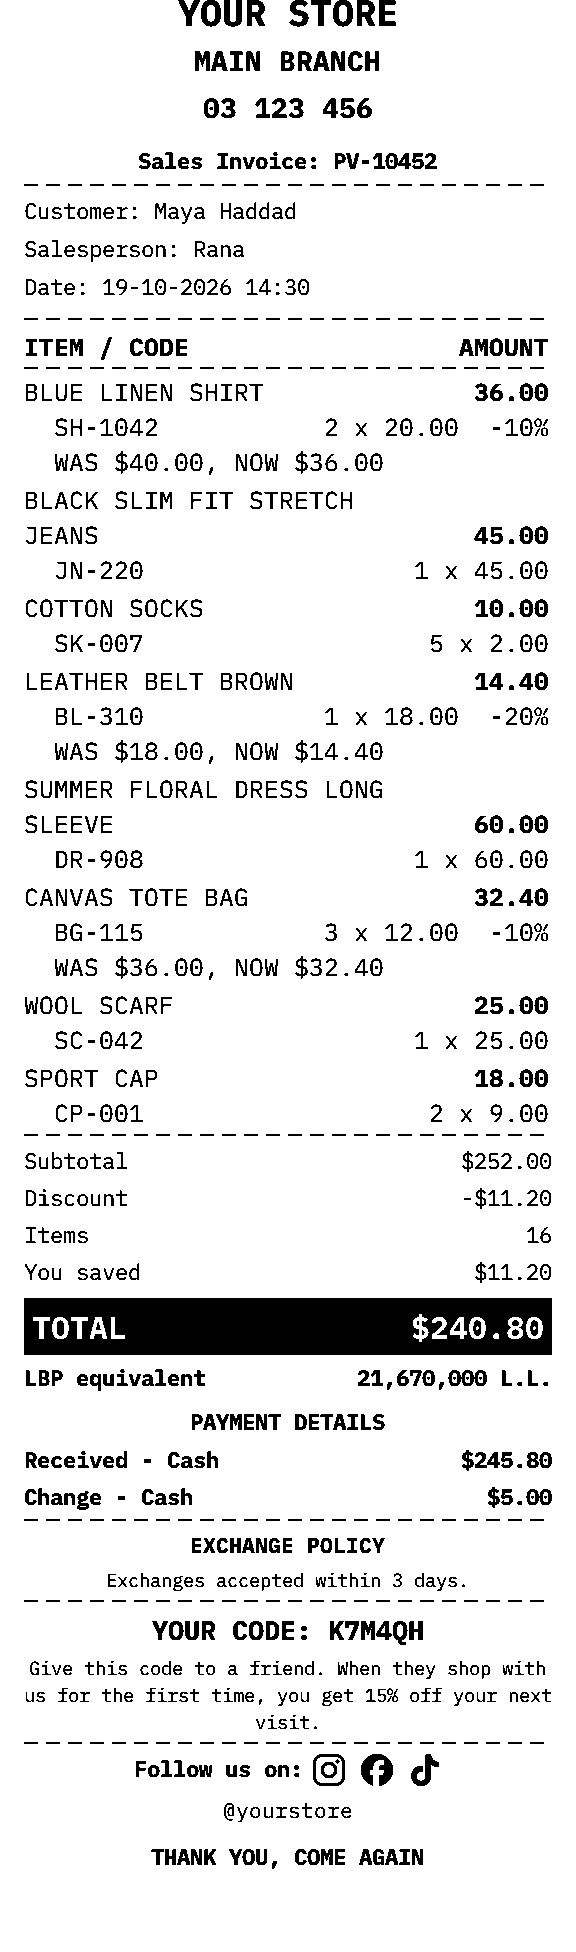 YOUR STORE
MAIN BRANCH
03 123 456
Sales Invoice: PV-10452
Customer: Maya Haddad
Salesperson: Rana
Date: 19-10-2026 14:30
ITEM / CODE AMOUNT
BLUE LINEN SHIRT 36.00
SH-1042 2 x 20.00 -10%
WAS $40.00, NOW $36.00
BLACK SLIM FIT STRETCH
JEANS 45.00
JN-220 1 x 45.00
COTTON SOCKS 10.00
SK-007 5 x 2.00
LEATHER BELT BROWN 14.40
BL-310 1 x 18.00 -20%
WAS $18.00, NOW $14.40
SUMMER FLORAL DRESS LONG
SLEEVE 60.00
DR-908 1 x 60.00
CANVAS TOTE BAG 32.40
BG-115 3 x 12.00 -10%
WAS $36.00, NOW $32.40
WOOL SCARF 25.00
SC-042 1 x 25.00
SPORT CAP 18.00
CP-001 2 x 9.00
Subtotal $252.00
Discount -$11.20
Items 16
You saved $11.20
TOTAL $240.80
LBP equivalent 21,670,000 L.L.
PAYMENT DETAILS
Received - Cash $245.80
Change - Cash $5.00
EXCHANGE POLICY
Exchanges accepted within 3 days.
YOUR CODE: K7M4QH
Give this code to a friend. When they shop with
us for the first time, you get 15% off your next
visit.
Follow us on:
@yourstore
THANK YOU, COME AGAIN